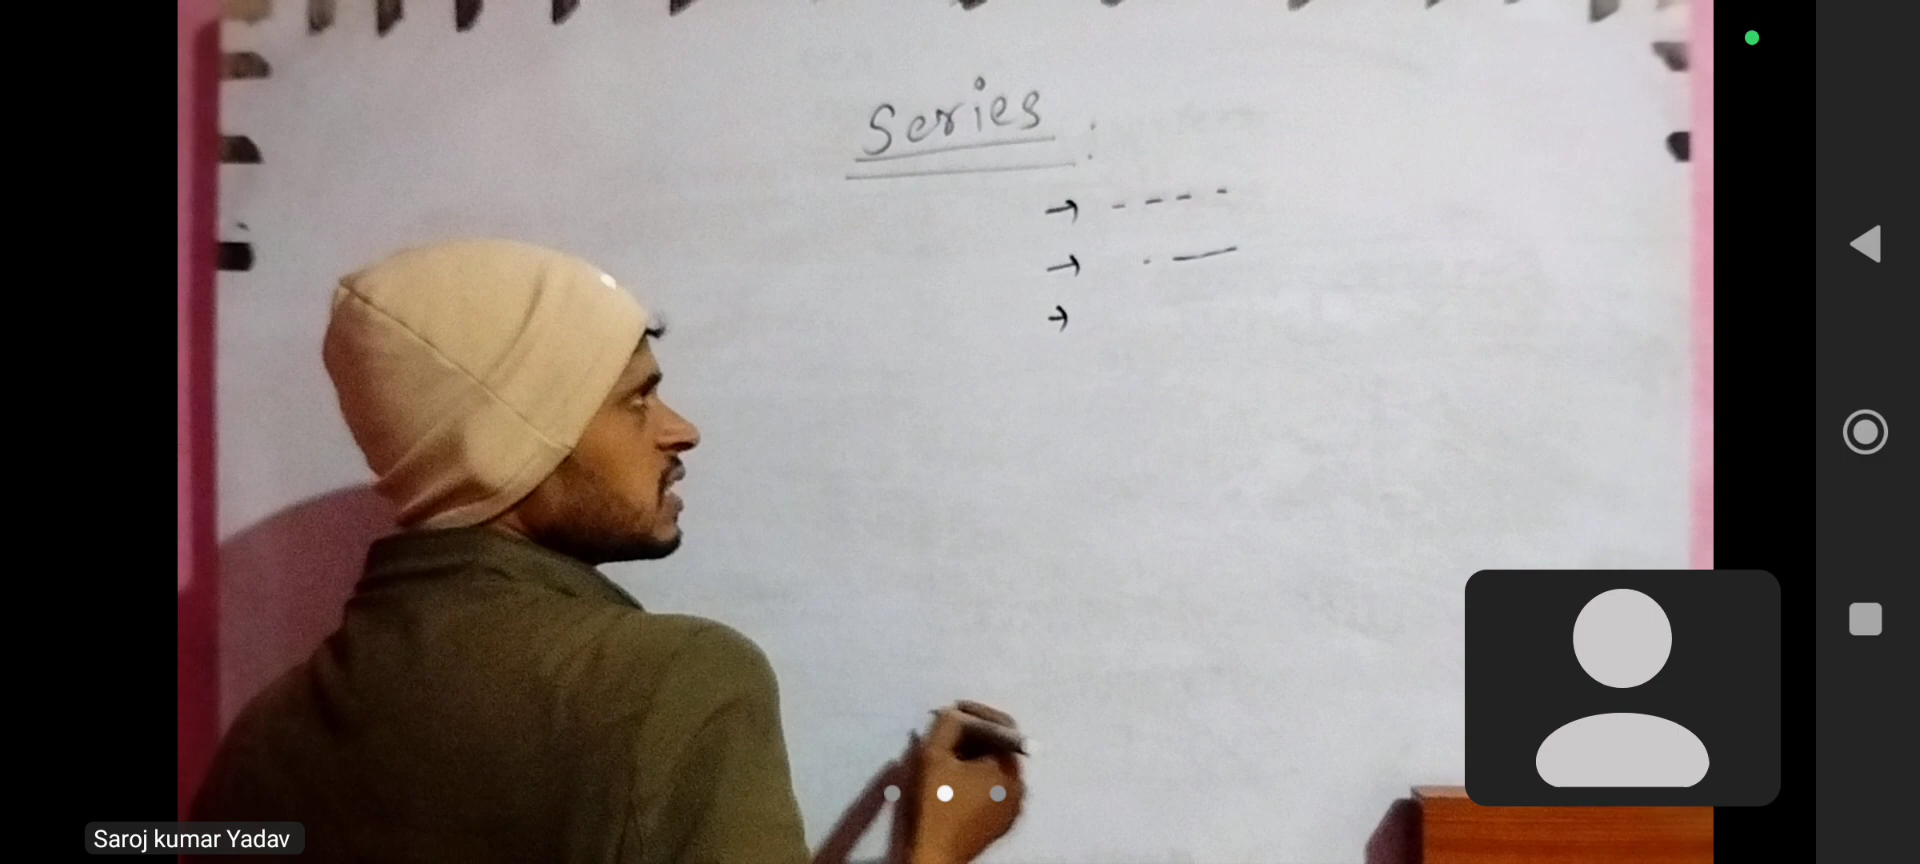 Series :
→ - - - -
→ . —
→
Saroj kumar Yadav